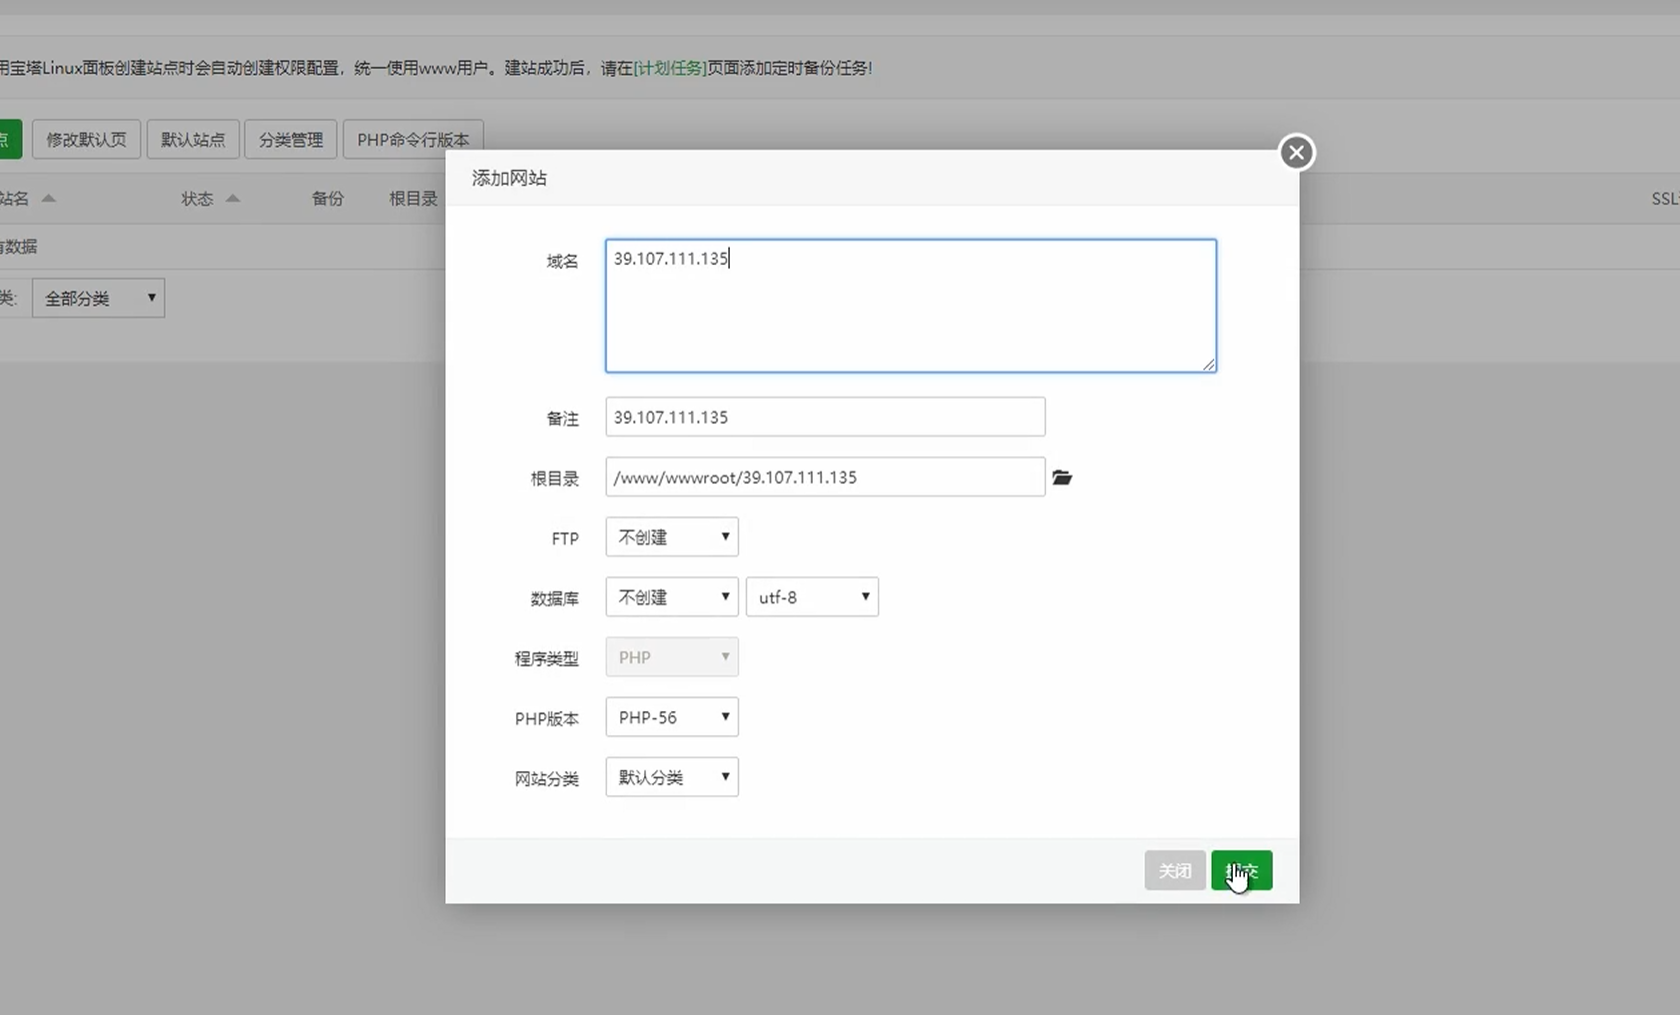 用宝塔Linux面板创建站点时会自动创建权限配置，统一使用www用户。建站成功后，请在[计划任务]页面添加定时备份任务!
点 修改默认页 默认站点 分类管理 PHP命令行版本
添加网站
站名 状态 备份 根目录 SSL
有数据
类: 全部分类
域名 39.107.111.135
备注 39.107.111.135
根目录 /www/wwwroot/39.107.111.135
FTP 不创建
数据库 不创建 utf-8
程序类型 PHP
PHP版本 PHP-56
网站分类 默认分类
关闭 提交